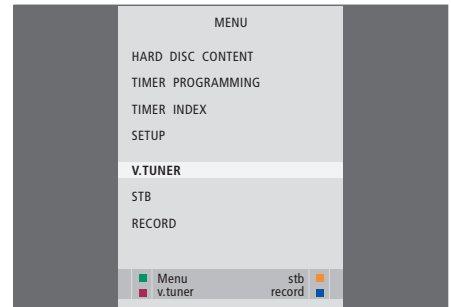 MENU
HARD DISC CONTENT
TIMER PROGRAMMING
TIMER INDEX
SETUP
V.TUNER
STB
RECORD
Menu stb
v.tuner record